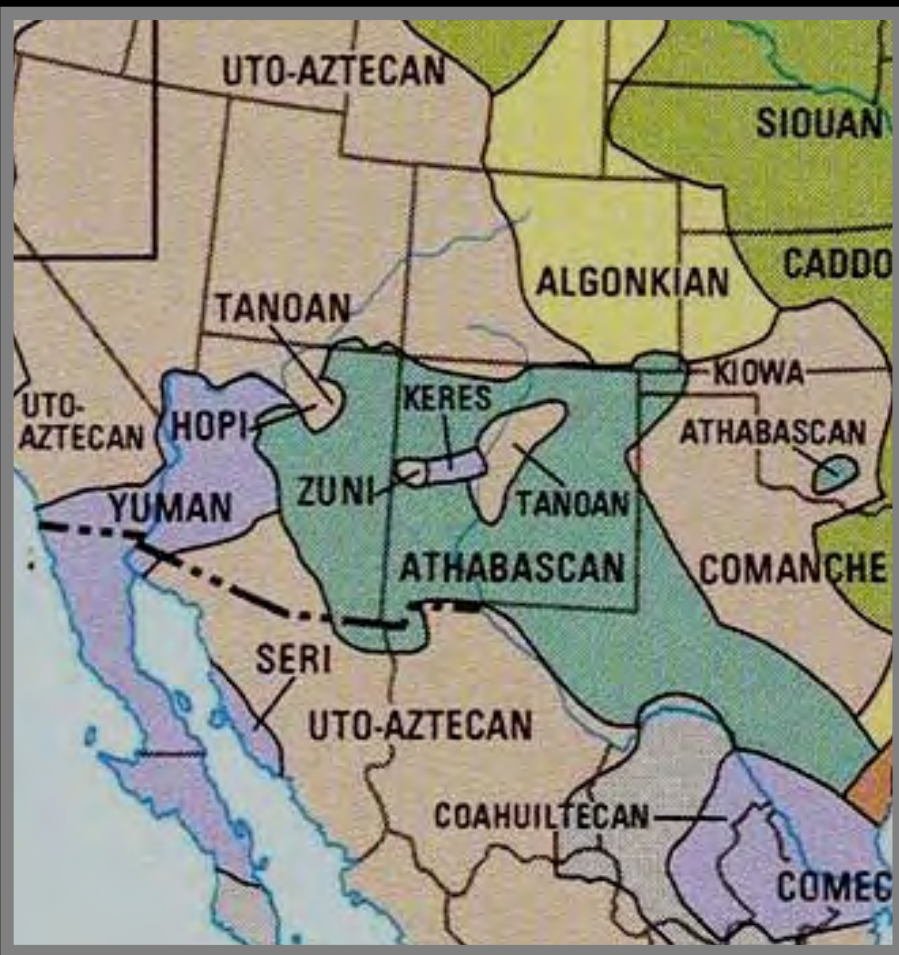 UTO-AZTECAN
SIOUAN
CADDO
ALGONKIAN
TANOAN
KIOWA
KERES
UTO-
AZTECAN
HOPI
ATHABASCAN
ZUNI
TANOAN
YUMAN
ATHABASCAN
COMANCHE
SERI
UTO-AZTECAN
COAHUILTECAN
COMEC